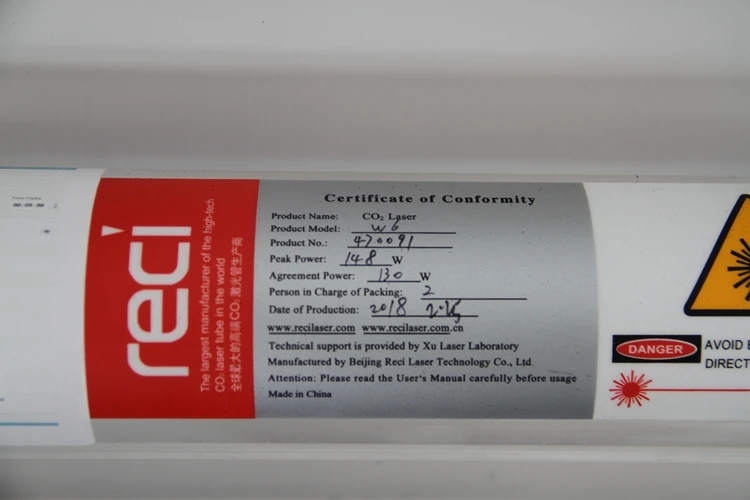 reci
The largest manufacturer of the high-tech
CO₂ laser tube in the world
全球最大的高端CO₂激光管生产商
Certificate of Conformity
Product Name: CO₂ Laser
Product Model: W6
Product No.: 470091
Peak Power: 148 W
Agreement Power: 130 W
Person in Charge of Packing: 2
Date of Production: 2018
www.recilaser.com www.recilaser.com.cn
Technical support is provided by Xu Laser Laboratory
Manufactured by Beijing Reci Laser Technology Co., Ltd
Attention: Please read the User's Manual carefully before usage
Made in China
DANGER
AVOID
DIRECT